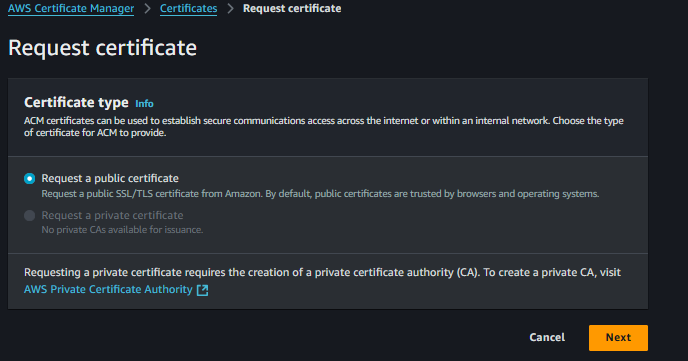 AWS Certificate Manager > Certificates > Request certificate
Request certificate
Certificate type Info
ACM certificates can be used to establish secure communications access across the internet or within an internal network. Choose the type
of certificate for ACM to provide.
Request a public certificate
Request a public SSL/TLS certificate from Amazon. By default, public certificates are trusted by browsers and operating systems.
Request a private certificate
No private CAs available for issuance.
Requesting a private certificate requires the creation of a private certificate authority (CA). To create a private CA, visit
AWS Private Certificate Authority
Cancel Next